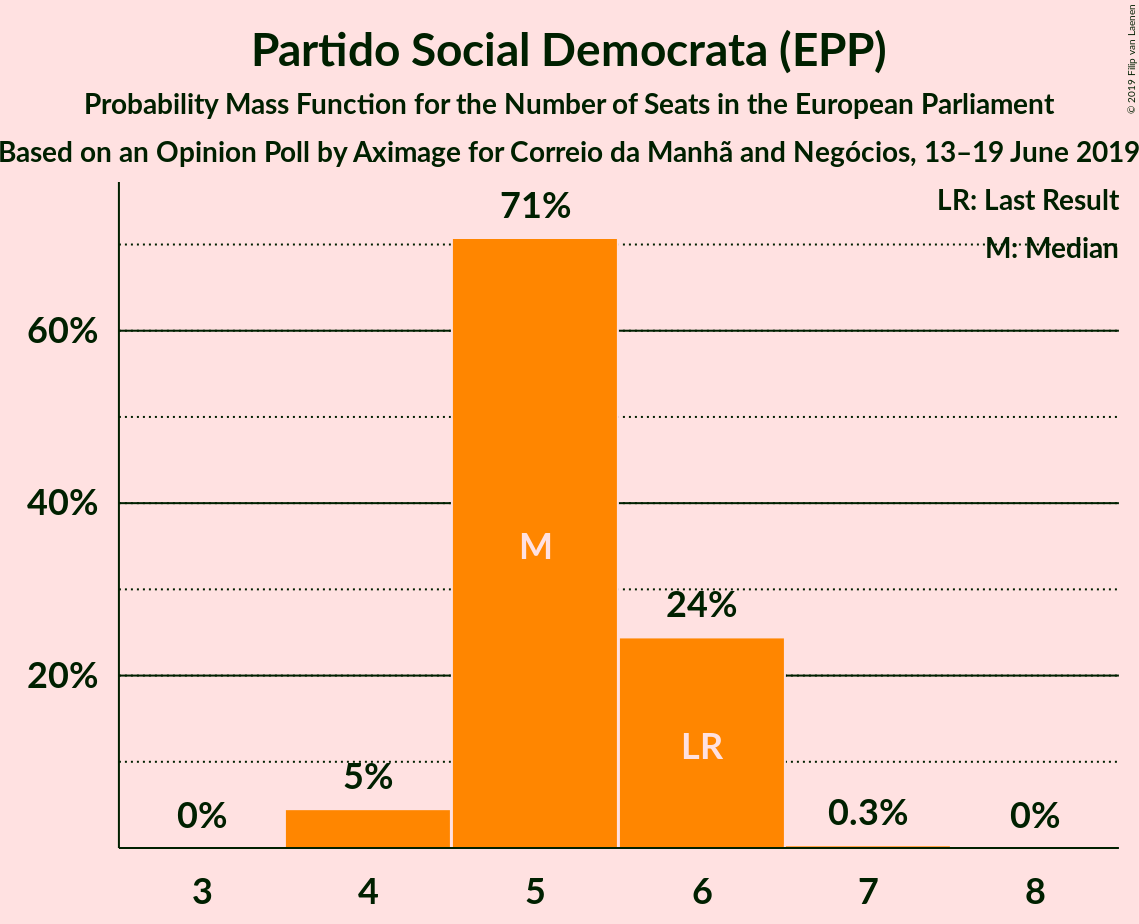 Partido Social Democrata (EPP)
Probability Mass Function for the Number of Seats in the European Parliament
Based on an Opinion Poll by Aximage for Correio da Manhã and Negócios, 13–19 June 2019
© 2019 Filip van Laenen
LR: Last Result
M: Median
71%
60%
40%
M
24%
20%
LR
5%
0%
0.3%
0%
3 4 5 6 7 8